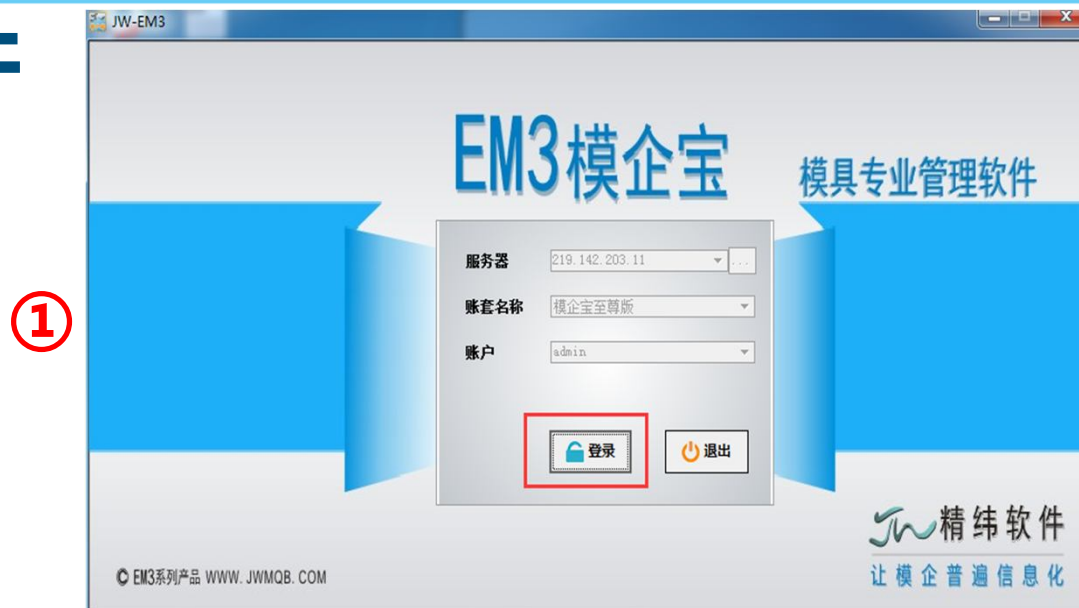 JW-EM3
EM3模企宝
模具专业管理软件
服务器
219.142.203.11
...
账套名称
模企宝至尊版
①
账户
admin
登录
退出
JW精纬软件
© EM3系列产品 WWW. JWMQB. COM
让模企普遍信息化